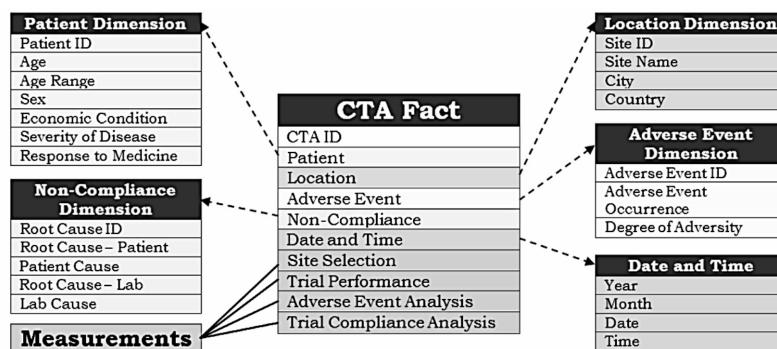 Patient Dimension
Patient ID
Age
Age Range
Sex
Economic Condition
Severity of Disease
Response to Medicine
Non-Compliance
Dimension
Root Cause ID
Root Cause – Patient
Patient Cause
Root Cause – Lab
Lab Cause
Measurements
CTA Fact
CTA ID
Patient
Location
Adverse Event
Non-Compliance
Date and Time
Site Selection
Trial Performance
Adverse Event Analysis
Trial Compliance Analysis
Location Dimension
Site ID
Site Name
City
Country
Adverse Event
Dimension
Adverse Event ID
Adverse Event
Occurrence
Degree of Adversity
Date and Time
Year
Month
Date
Time